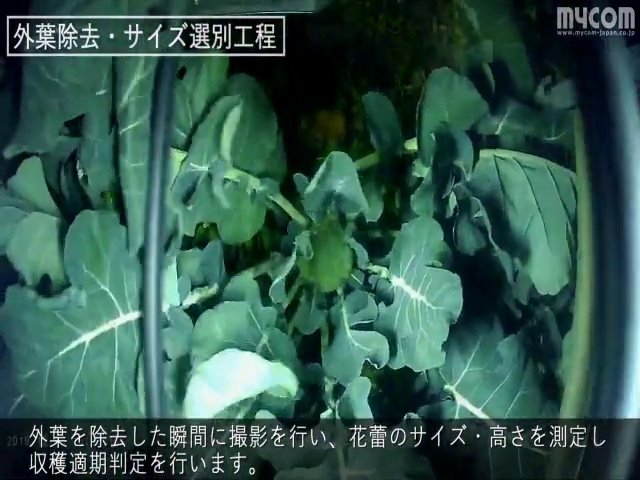 外葉除去・サイズ選別工程
mycom
www.mycom-japan.co.jp
外葉を除去した瞬間に撮影を行い、花蕾のサイズ・高さを測定し
収穫適期判定を行います。